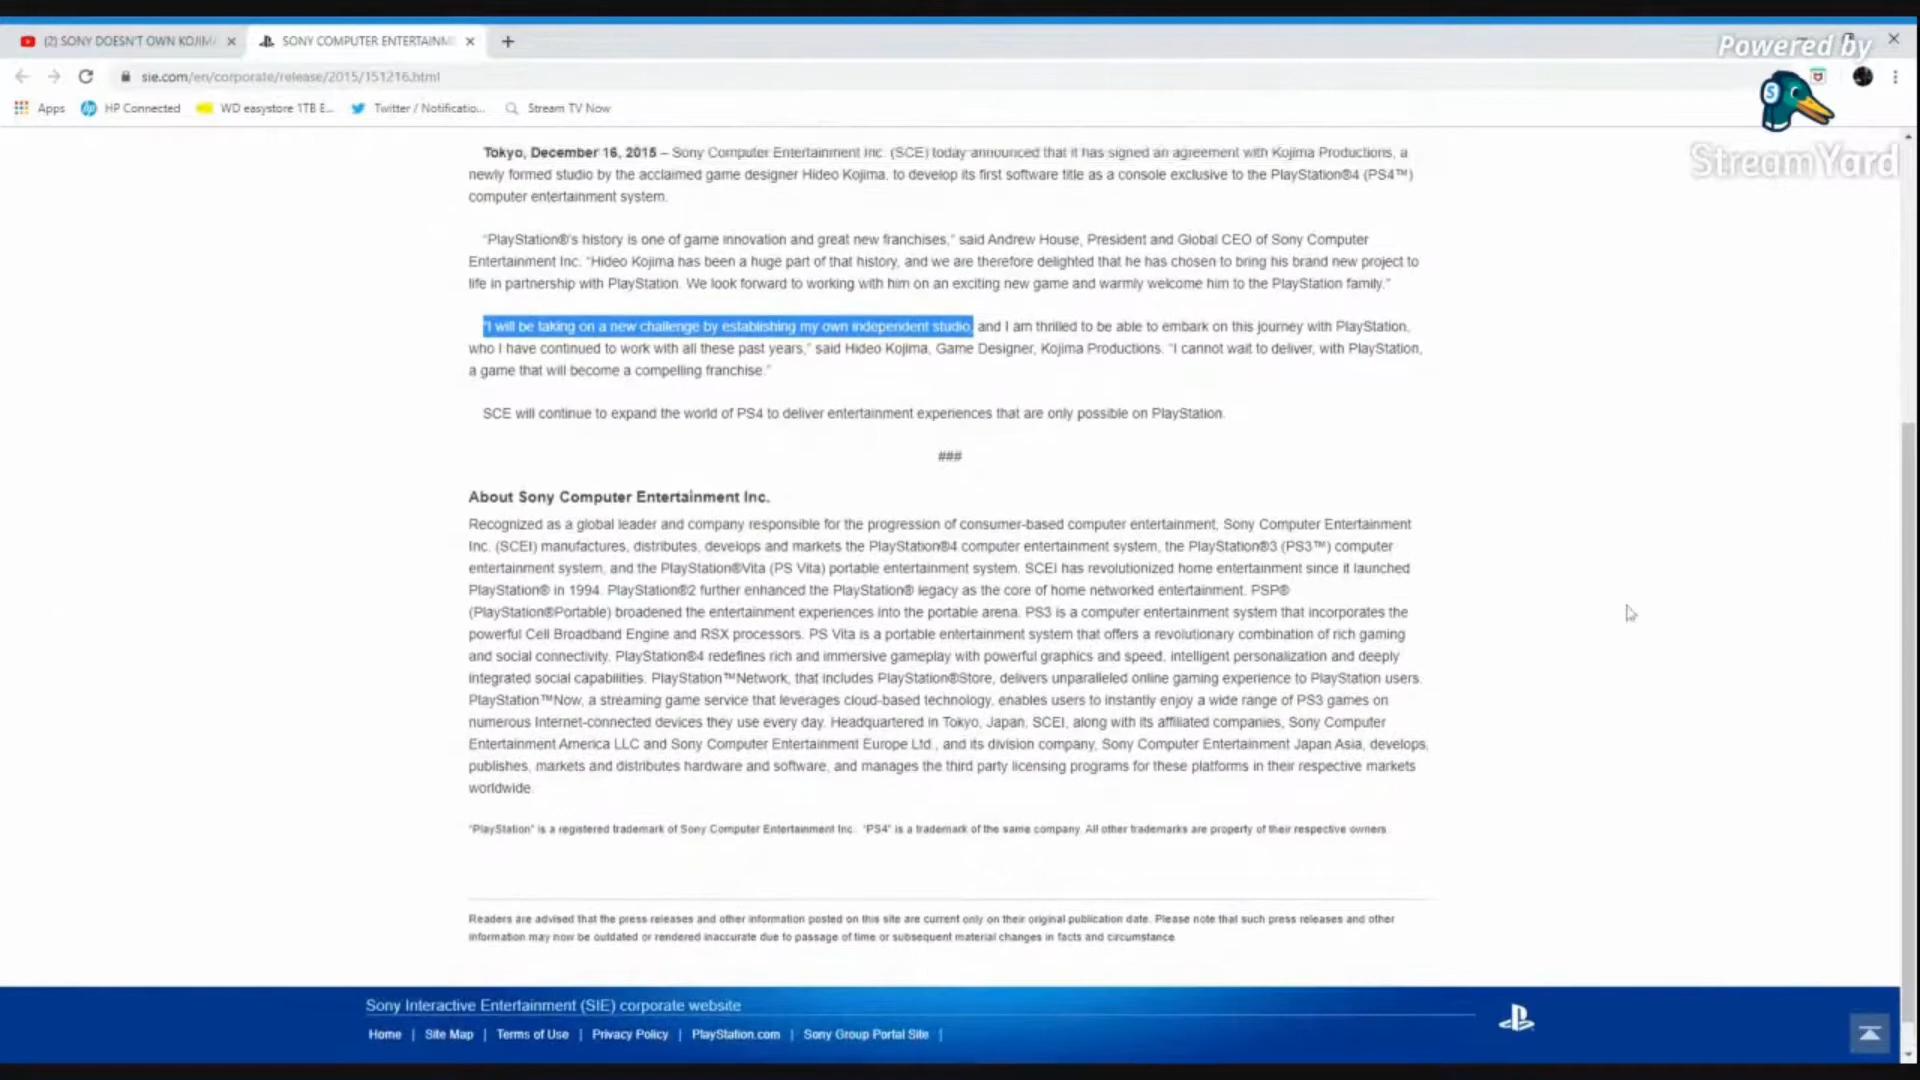 (2) SONY DOESN'T OWN KOJIMA
SONY COMPUTER ENTERTAINME
Powered by
sie.com/en/corporate/release/2015/151216.html
Apps
HP Connected
WD easystore 1TB E...
Twitter / Notificatio...
Stream TV Now
StreamYard
Tokyo, December 16, 2015 – Sony Computer Entertainment Inc. (SCE) today announced that it has signed an agreement with Kojima Productions, a
newly formed studio by the acclaimed game designer Hideo Kojima, to develop its first software title as a console exclusive to the PlayStation®4 (PS4™)
computer entertainment system.
“PlayStation®'s history is one of game innovation and great new franchises,” said Andrew House, President and Global CEO of Sony Computer
Entertainment Inc. “Hideo Kojima has been a huge part of that history, and we are therefore delighted that he has chosen to bring his brand new project to
life in partnership with PlayStation. We look forward to working with him on an exciting new game and warmly welcome him to the PlayStation family.”
“I will be taking on a new challenge by establishing my own independent studio, and I am thrilled to be able to embark on this journey with PlayStation,
who I have continued to work with all these past years,” said Hideo Kojima, Game Designer, Kojima Productions. “I cannot wait to deliver, with PlayStation,
a game that will become a compelling franchise.”
SCE will continue to expand the world of PS4 to deliver entertainment experiences that are only possible on PlayStation.
###
About Sony Computer Entertainment Inc.
Recognized as a global leader and company responsible for the progression of consumer-based computer entertainment, Sony Computer Entertainment
Inc. (SCEI) manufactures, distributes, develops and markets the PlayStation®4 computer entertainment system, the PlayStation®3 (PS3™) computer
entertainment system, and the PlayStation®Vita (PS Vita) portable entertainment system. SCEI has revolutionized home entertainment since it launched
PlayStation® in 1994. PlayStation®2 further enhanced the PlayStation® legacy as the core of home networked entertainment. PSP®
(PlayStation®Portable) broadened the entertainment experiences into the portable arena. PS3 is a computer entertainment system that incorporates the
powerful Cell Broadband Engine and RSX processors. PS Vita is a portable entertainment system that offers a revolutionary combination of rich gaming
and social connectivity. PlayStation®4 redefines rich and immersive gameplay with powerful graphics and speed, intelligent personalization and deeply
integrated social capabilities. PlayStation™Network, that includes PlayStation®Store, delivers unparalleled online gaming experience to PlayStation users.
PlayStation™Now, a streaming game service that leverages cloud-based technology, enables users to instantly enjoy a wide range of PS3 games on
numerous Internet-connected devices they use every day. Headquartered in Tokyo, Japan, SCEI, along with its affiliated companies, Sony Computer
Entertainment America LLC and Sony Computer Entertainment Europe Ltd., and its division company, Sony Computer Entertainment Japan Asia, develops,
publishes, markets and distributes hardware and software, and manages the third party licensing programs for these platforms in their respective markets
worldwide.
“PlayStation” is a registered trademark of Sony Computer Entertainment Inc. “PS4” is a trademark of the same company. All other trademarks are property of their respective owners.
Readers are advised that the press releases and other information posted on this site are current only on their original publication date. Please note that such press releases and other
information may now be outdated or rendered inaccurate due to passage of time or subsequent material changes in facts and circumstance.
Sony Interactive Entertainment (SIE) corporate website
Home | Site Map | Terms of Use | Privacy Policy | PlayStation.com | Sony Group Portal Site |